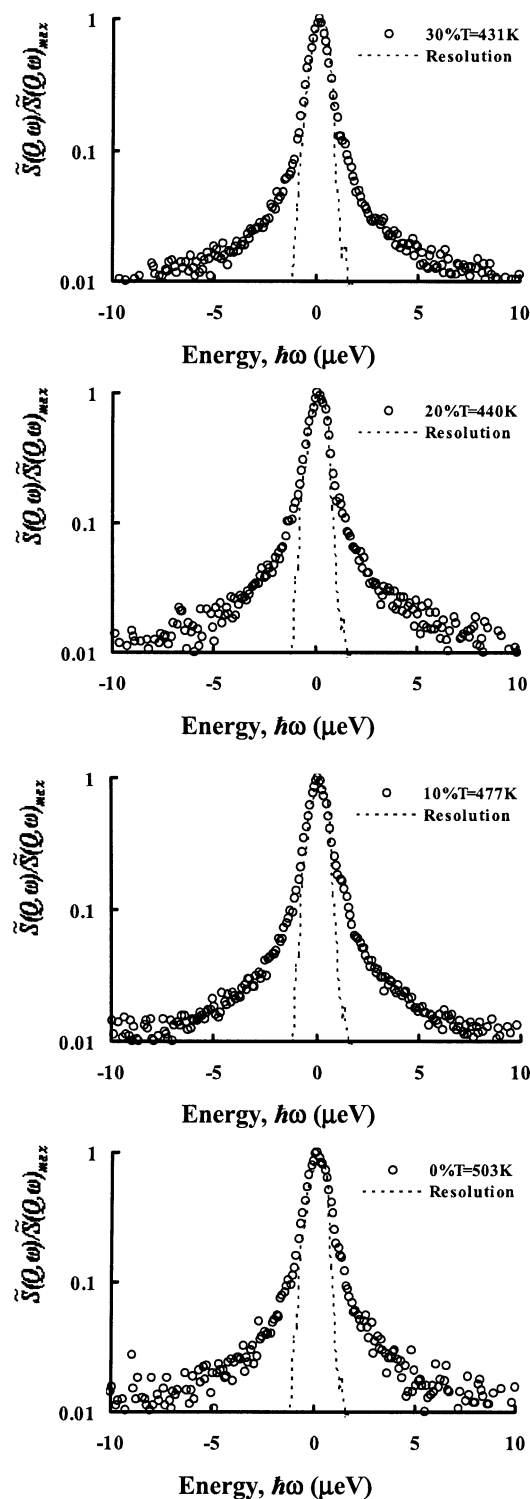 S̃(Q,ω)/S̃(Q,ω)max
1
0.1
0.01
30%T=431K
Resolution
-10 -5 0 5 10
Energy, ħω (µeV)
S̃(Q,ω)/S̃(Q,ω)max
1
0.1
0.01
20%T=440K
Resolution
-10 -5 0 5 10
Energy, ħω (µeV)
S̃(Q,ω)/S̃(Q,ω)max
1
0.1
0.01
10%T=477K
Resolution
-10 -5 0 5 10
Energy, ħω (µeV)
S̃(Q,ω)/S̃(Q,ω)max
1
0.1
0.01
0%T=503K
Resolution
-10 -5 0 5 10
Energy, ħω (µeV)